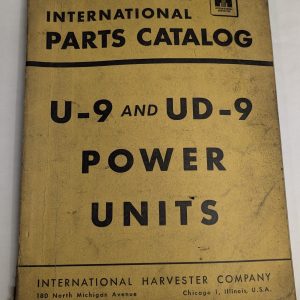 INTERNATIONAL
PARTS CATALOG
U-9 AND UD-9
POWER
UNITS
INTERNATIONAL HARVESTER COMPANY
180 North Michigan Avenue Chicago 1, Illinois, U.S.A.